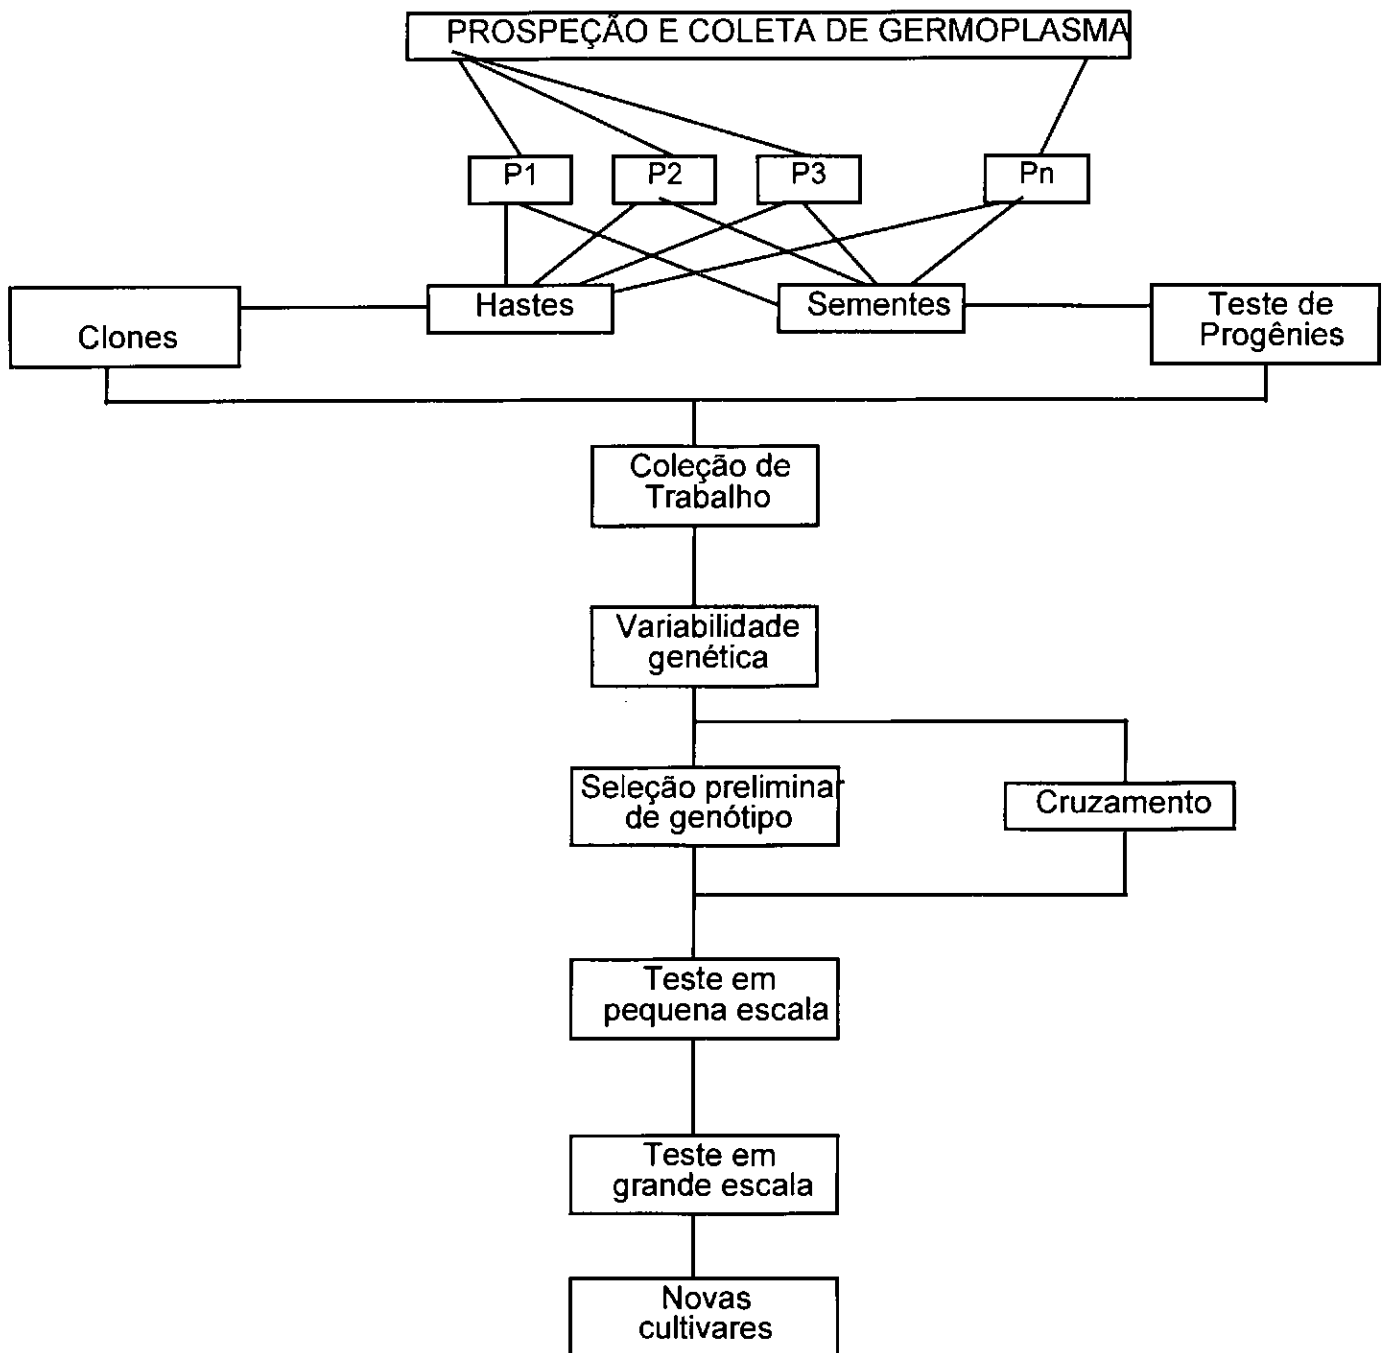 PROSPEÇÃO E COLETA DE GERMOPLASMA
P1
P2
P3
Pn
Clones
Hastes
Sementes
Teste de
Progênies
Coleção de
Trabalho
Variabilidade
genética
Seleção preliminar
de genótipo
Cruzamento
Teste em
pequena escala
Teste em
grande escala
Novas
cultivares